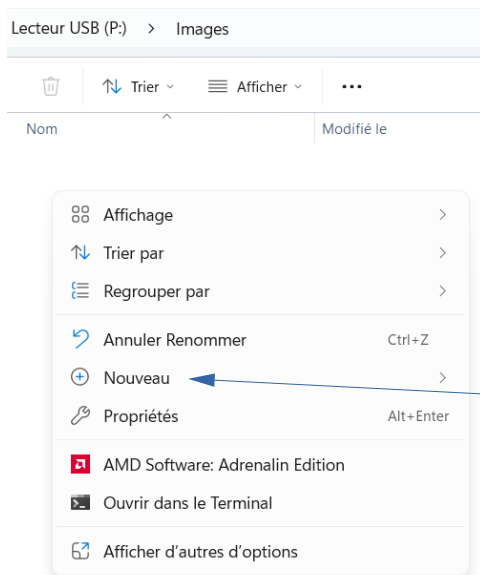 Lecteur USB (P:) > Images
Trier Afficher ...
Nom Modifié le
Affichage
Trier par
Regrouper par
Annuler Renommer Ctrl+Z
Nouveau
Propriétés Alt+Enter
AMD Software: Adrenalin Edition
Ouvrir dans le Terminal
Afficher d'autres d'options